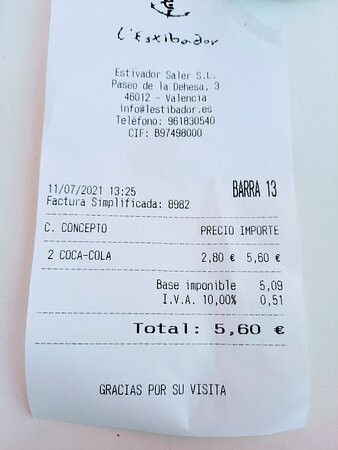 L'Estibador
Estivador Saler S.L.
Paseo de la Dehesa, 3
46012 - Valencia
info@lestibador.es
Teléfono: 961830540
CIF: B97498000
11/07/2021 13:25 BARRA 13
Factura Simplificada: 8982
C. CONCEPTO PRECIO IMPORTE
2 COCA-COLA 2,80 € 5,60 €
Base imponible 5,09
I.V.A. 10,00% 0,51
Total: 5,60 €
GRACIAS POR SU VISITA